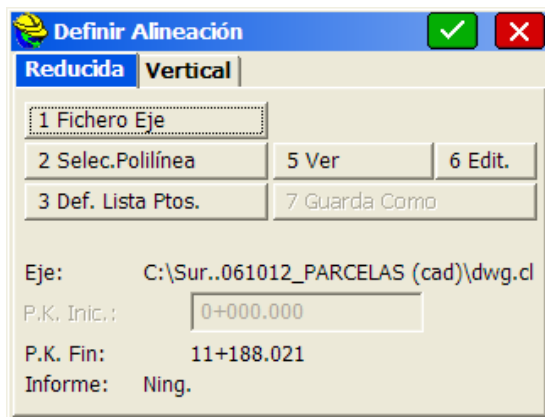 Definir Alineación
Reducida Vertical
1 Fichero Eje
2 Selec.Polilínea 5 Ver 6 Edit.
3 Def. Lista Ptos. 7 Guarda Como
Eje: C:\Sur..061012_PARCELAS (cad)\dwg.cl
P.K. Inic.: 0+000.000
P.K. Fin: 11+188.021
Informe: Ning.